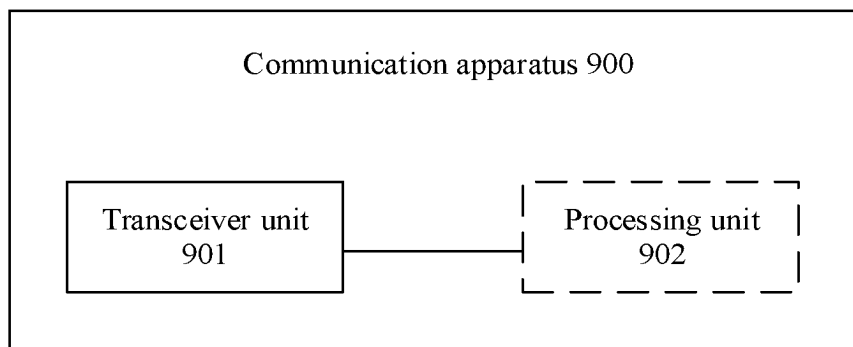 Communication apparatus 900
Transceiver unit
901
Processing unit
902